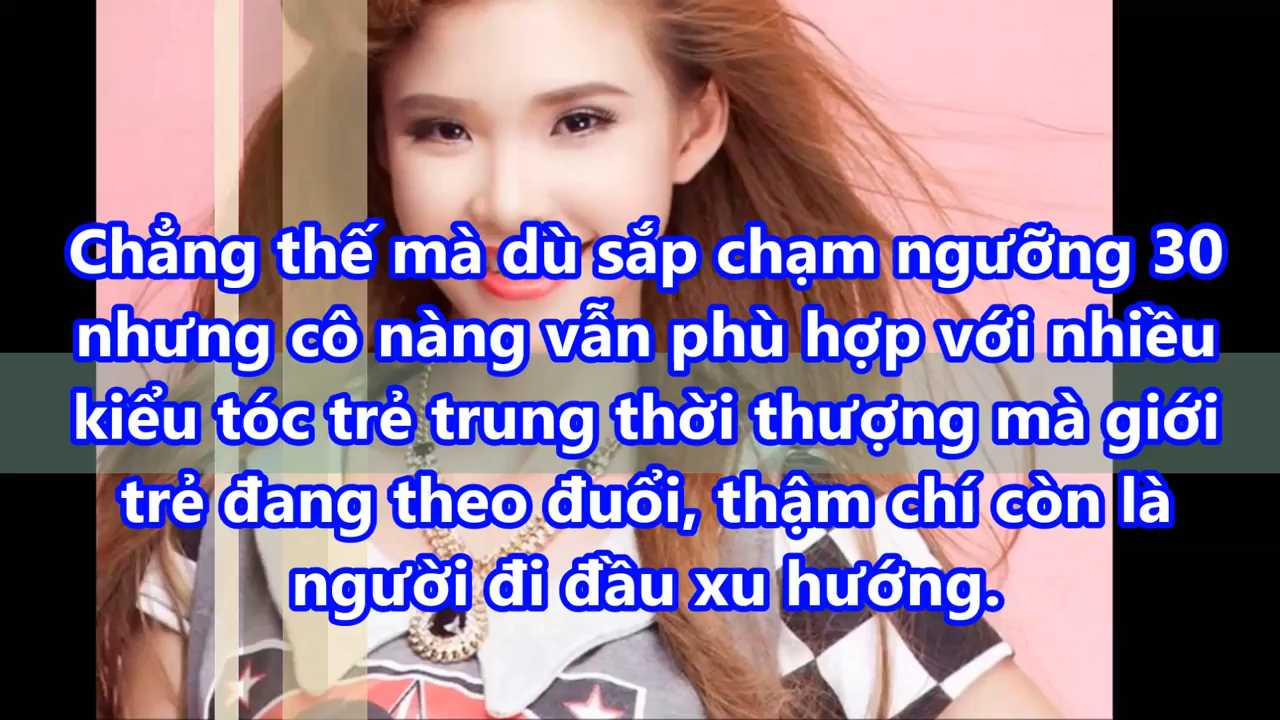 Chẳng thế mà dù sắp chạm ngưỡng 30
nhưng cô nàng vẫn phù hợp với nhiều
kiểu tóc trẻ trung thời thượng mà giới
trẻ đang theo đuổi, thậm chí còn là
người đi đầu xu hướng.